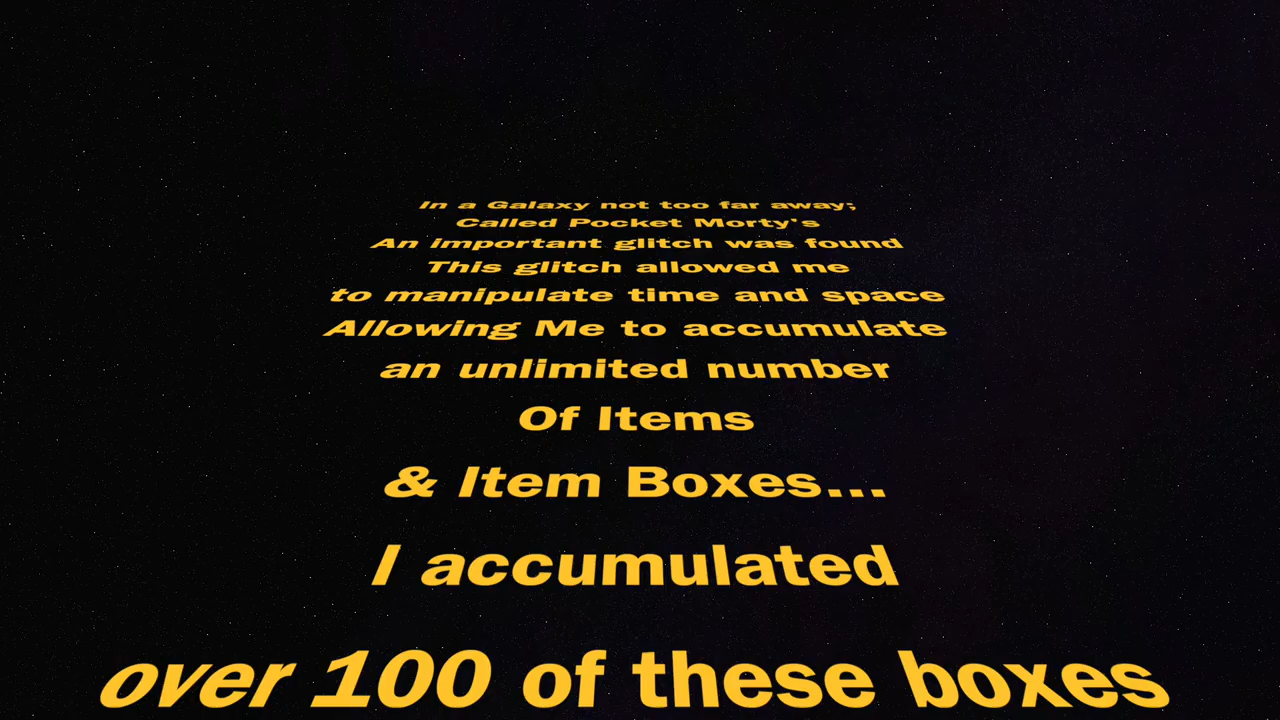 In a Galaxy not too far away;
Called Pocket Morty's
An important glitch was found
This glitch allowed me
to manipulate time and space
Allowing Me to accumulate
an unlimited number
Of Items
& Item Boxes...
I accumulated
over 100 of these boxes